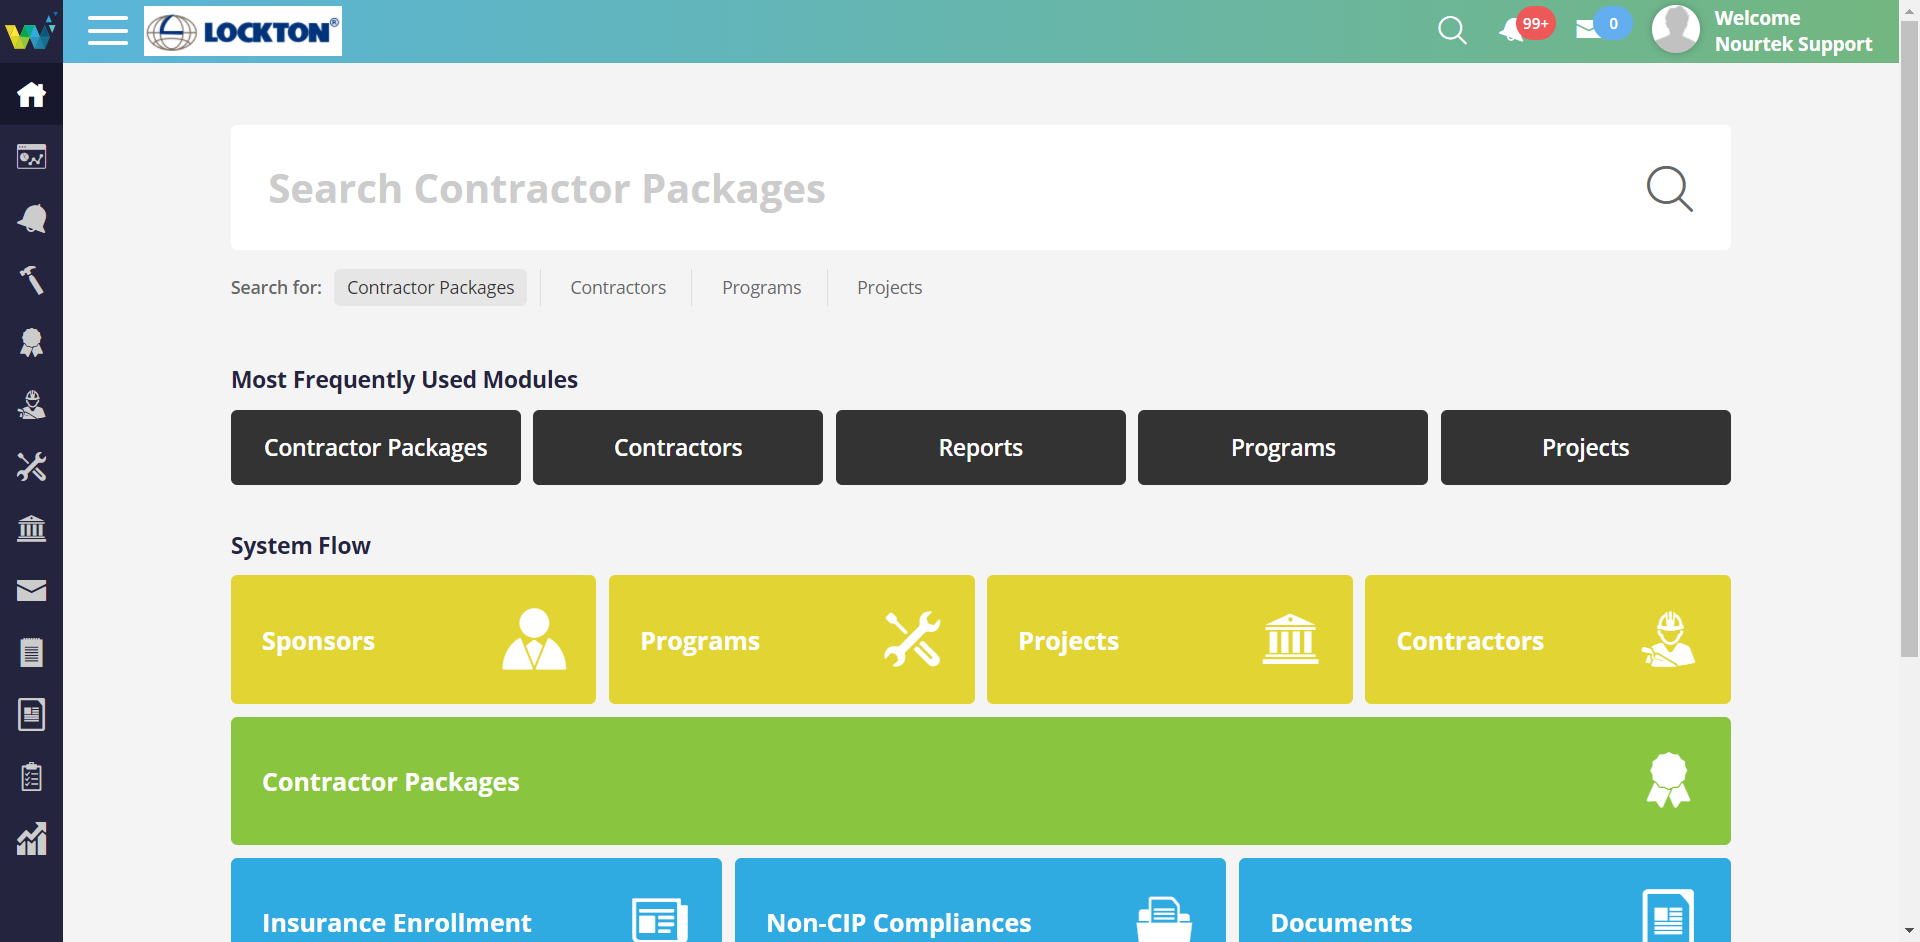 LOCKTON®
99+
0
Welcome
Nourtek Support
Search Contractor Packages
Search for: Contractor Packages Contractors Programs Projects
Most Frequently Used Modules
Contractor Packages Contractors Reports Programs Projects
System Flow
Sponsors Programs Projects Contractors
Contractor Packages
Insurance Enrollment Non-CIP Compliances Documents